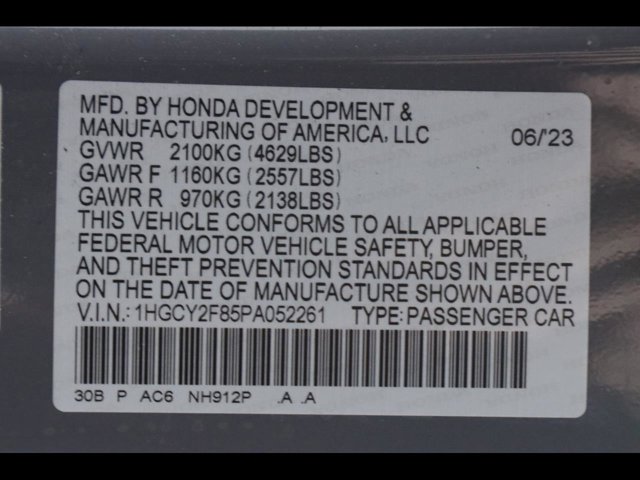 MFD. BY HONDA DEVELOPMENT &
MANUFACTURING OF AMERICA, LLC 06/'23
GVWR 2100KG (4629LBS)
GAWR F 1160KG (2557LBS)
GAWR R 970KG (2138LBS)
THIS VEHICLE CONFORMS TO ALL APPLICABLE
FEDERAL MOTOR VEHICLE SAFETY, BUMPER,
AND THEFT PREVENTION STANDARDS IN EFFECT
ON THE DATE OF MANUFACTURE SHOWN ABOVE.
V.I.N.: 1HGCY2F85PA052261 TYPE: PASSENGER CAR
30B P AC6 NH912P .A .A